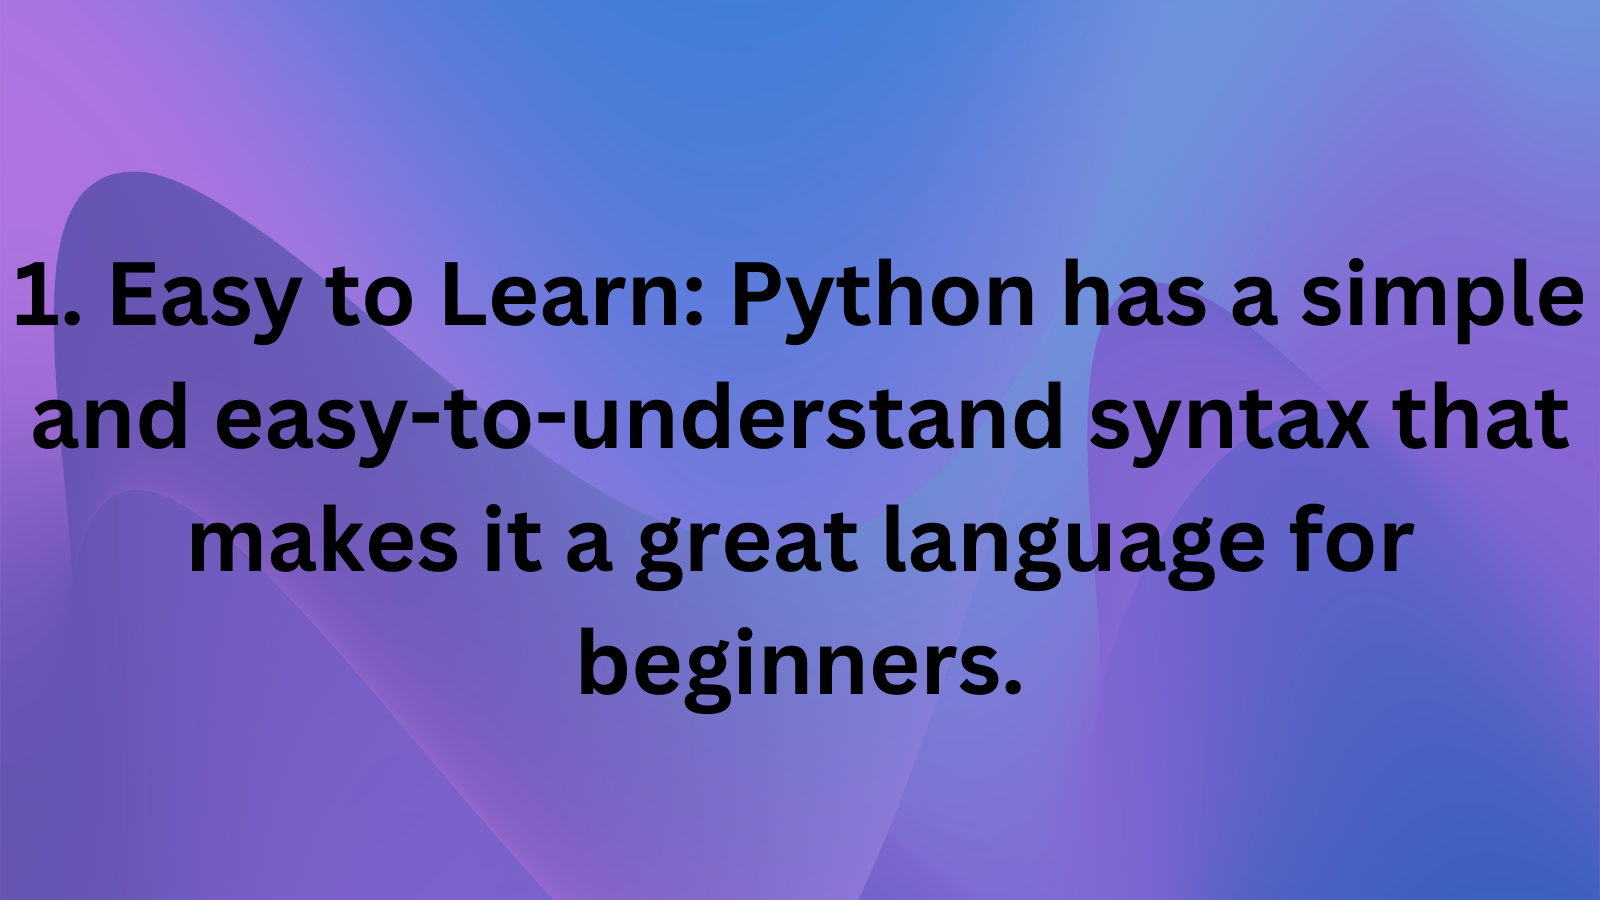 1. Easy to Learn: Python has a simple
and easy-to-understand syntax that
makes it a great language for
beginners.